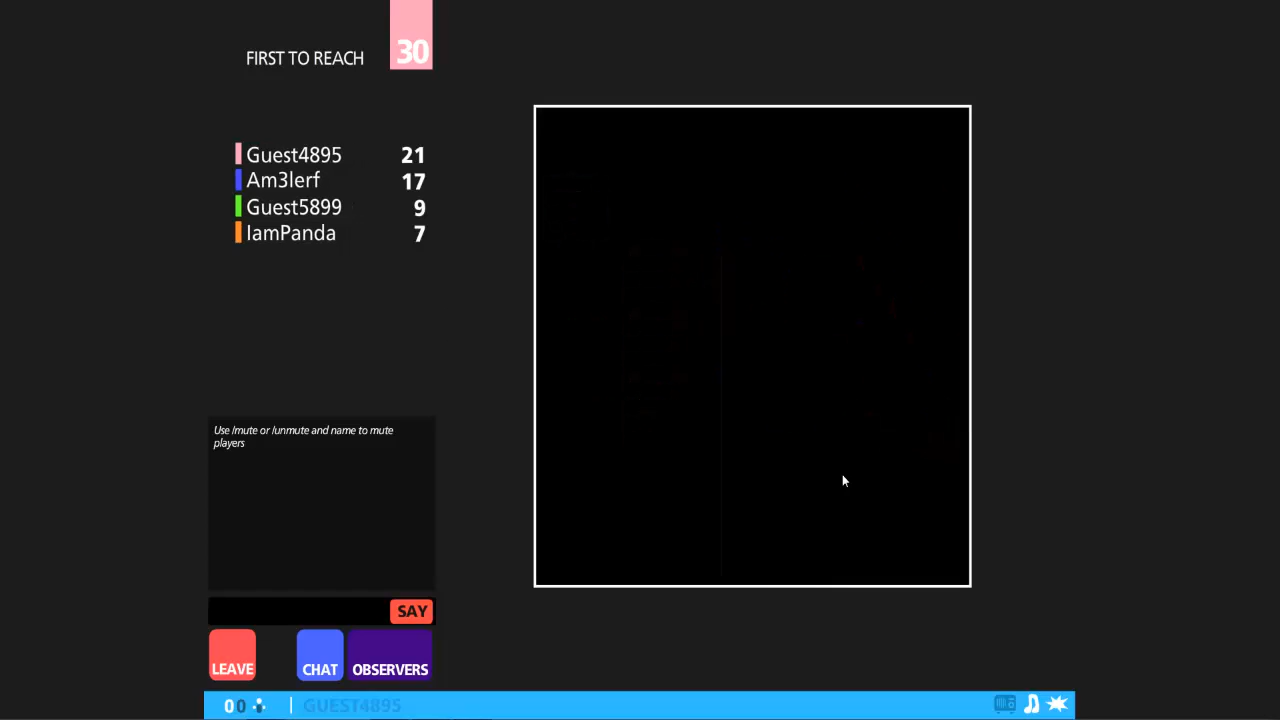 FIRST TO REACH 30
Guest4895 21
Am3lerf 17
Guest5899 9
IamPanda 7
Use /mute or /unmute and name to mute
players
SAY
LEAVE CHAT OBSERVERS
00 GUEST4895